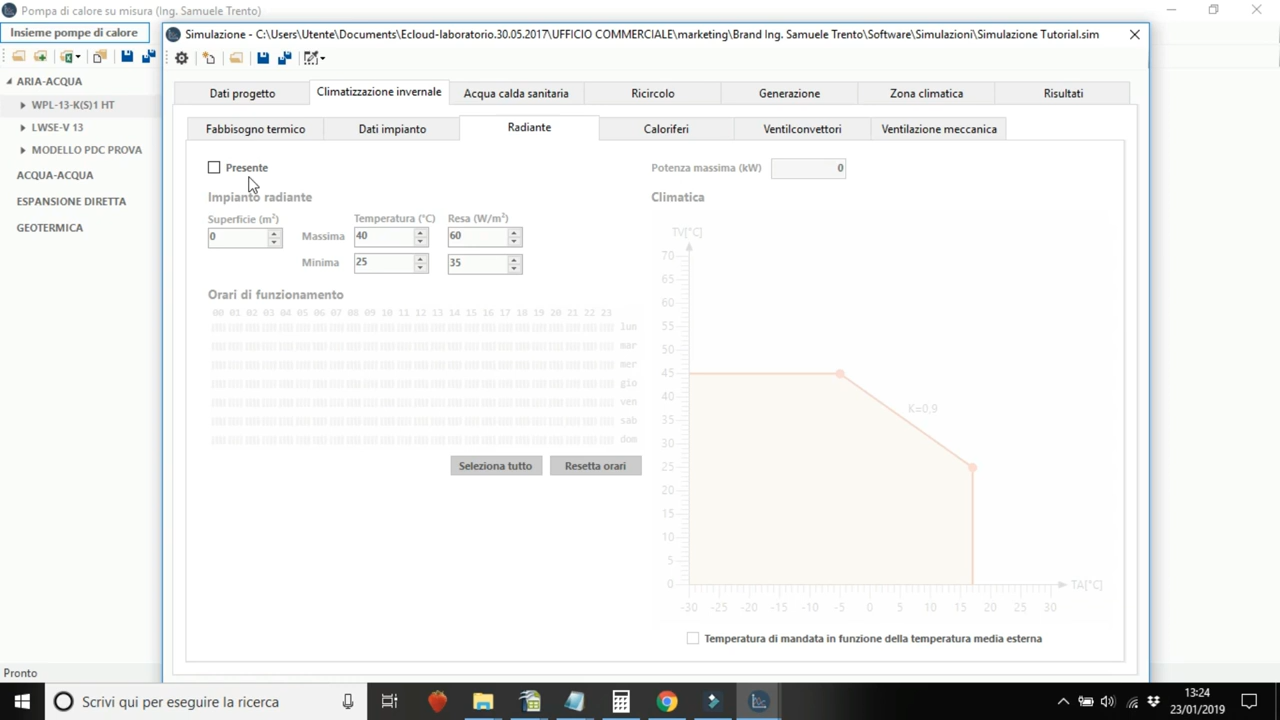 Pompa di calore su misura (Ing. Samuele Trento)
Insieme pompe di calore
ARIA-ACQUA
WPL-13-K(S)1 HT
LWSE-V 13
MODELLO PDC PROVA
ACQUA-ACQUA
ESPANSIONE DIRETTA
GEOTERMICA
Pronto
Simulazione - C:\Users\Utente\Documents\Ecloud-laboratorio.30.05.2017\UFFICIO COMMERCIALE\marketing\Brand Ing. Samuele Trento\Software\Simulazioni\Simulazione Tutorial.sim
Dati progetto Climatizzazione invernale Acqua calda sanitaria Ricircolo Generazione Zona climatica Risultati
Fabbisogno termico Dati impianto Radiante Caloriferi Ventilconvettori Ventilazione meccanica
Presente
Impianto radiante
Superficie (m²) Temperatura (°C) Resa (W/m²)
0 Massima 40 60
Minima 25 35
Orari di funzionamento
00 01 02 03 04 05 06 07 08 09 10 11 12 13 14 15 16 17 18 19 20 21 22 23
lun
mar
mer
gio
ven
sab
dom
Seleziona tutto Resetta orari
Potenza massima (kW) 0
Climatica
TV[°C]
70
65
60
55
50
45
40
35
30
25
20
15
10
5
0
K=0,9
TA[°C]
-30 -25 -20 -15 -10 -5 0 5 10 15 20 25 30
Temperatura di mandata in funzione della temperatura media esterna
Scrivi qui per eseguire la ricerca
13:24
23/01/2019